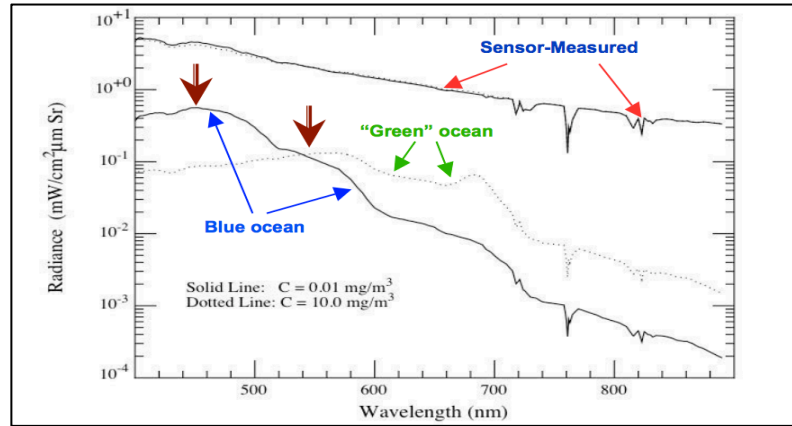 10+1
10+0
10-1
10-2
10-3
10-4
Radiance (mW/cm²µm Sr)
Sensor-Measured
“Green” ocean
Blue ocean
Solid Line: C = 0.01 mg/m³
Dotted Line: C = 10.0 mg/m³
500 600 700 800
Wavelength (nm)